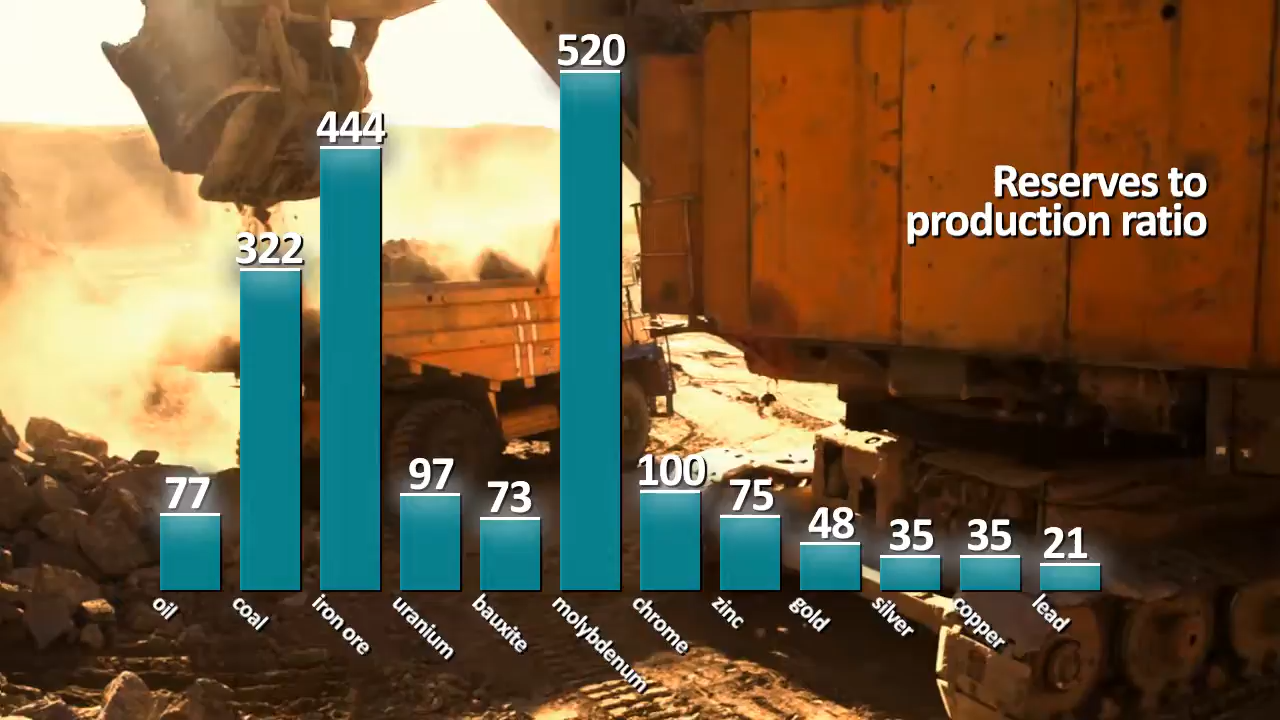 520
444
Reserves to
production ratio
322
77
97
73
100
75
48
35
35
21
oil
coal
iron ore
uranium
bauxite
molybdenum
chrome
zinc
gold
silver
copper
lead